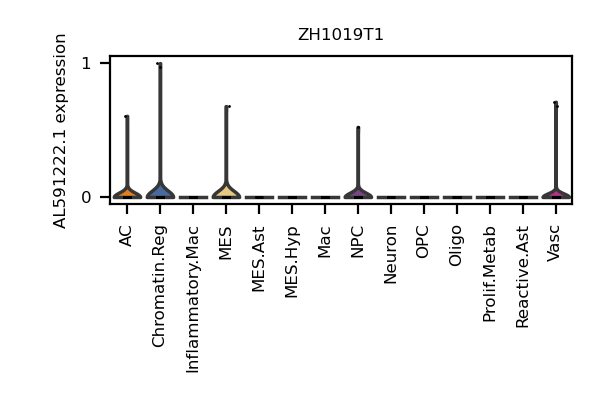 ZH1019T1
AL591222.1 expression
1
0
AC
Chromatin.Reg
Inflammatory.Mac
MES
MES.Ast
MES.Hyp
Mac
NPC
Neuron
OPC
Oligo
Prolif.Metab
Reactive.Ast
Vasc